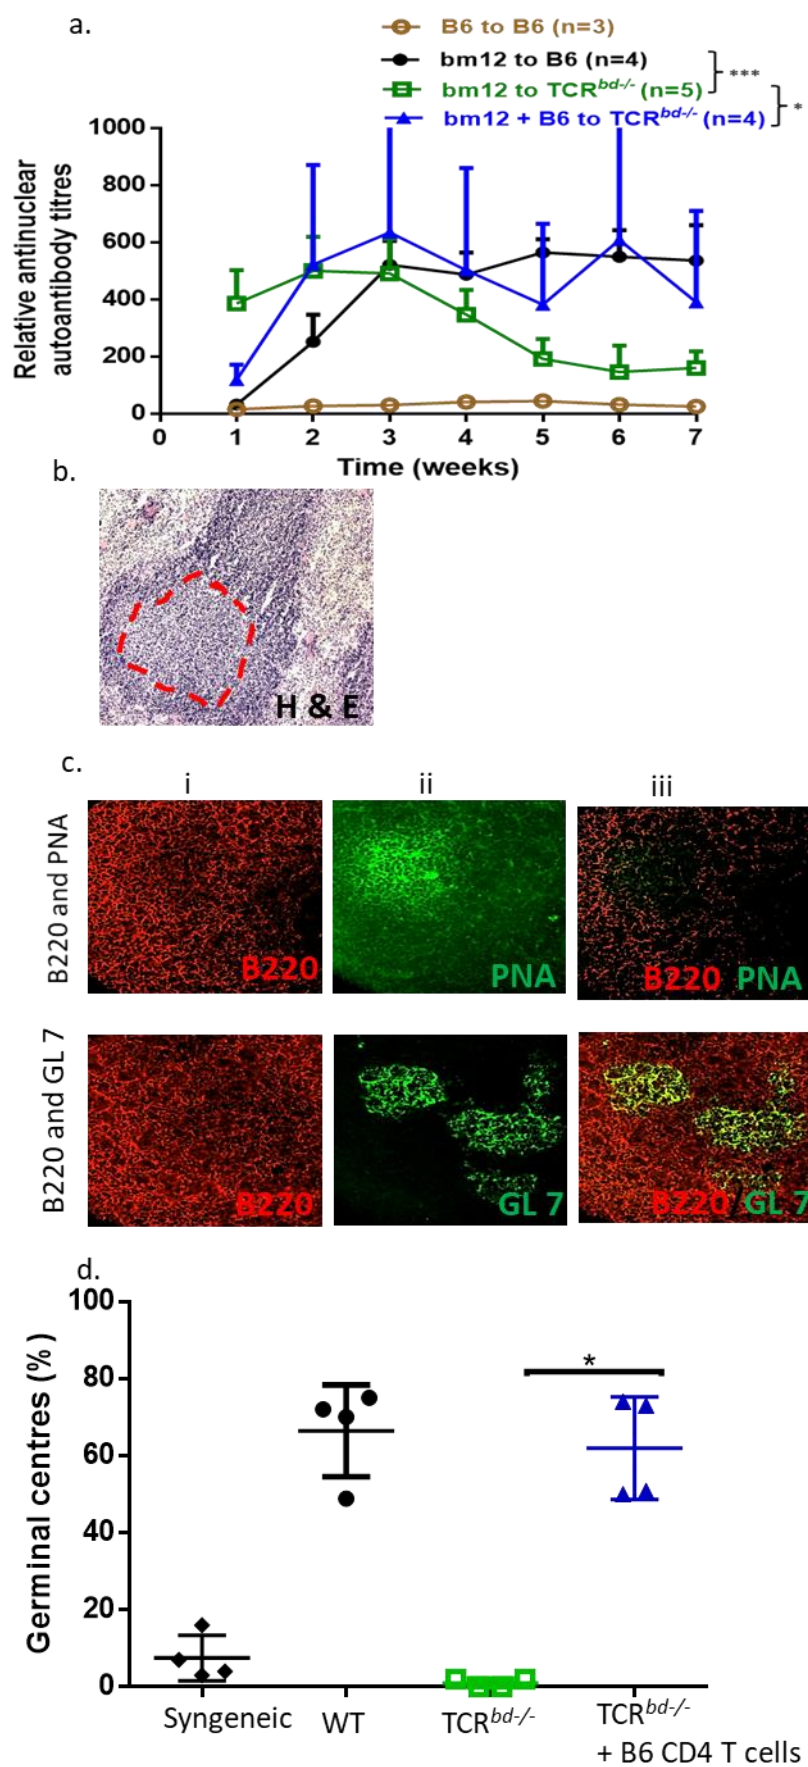 a.
B6 to B6 (n=3)
bm12 to B6 (n=4)
bm12 to TCRbd-/- (n=5)
bm12 + B6 to TCRbd-/- (n=4)
***
*
Relative antinuclear
autoantibody titres
1000
800
600
400
200
0
0 1 2 3 4 5 6 7
Time (weeks)
b.
H & E
c.
i ii iii
B220 and PNA
B220
PNA
B220 PNA
B220 and GL 7
B220
GL 7
B220/GL 7
d.
Germinal centres (%)
100
80
60
40
20
0
*
Syngeneic WT TCRbd-/- TCRbd-/-
+ B6 CD4 T cells